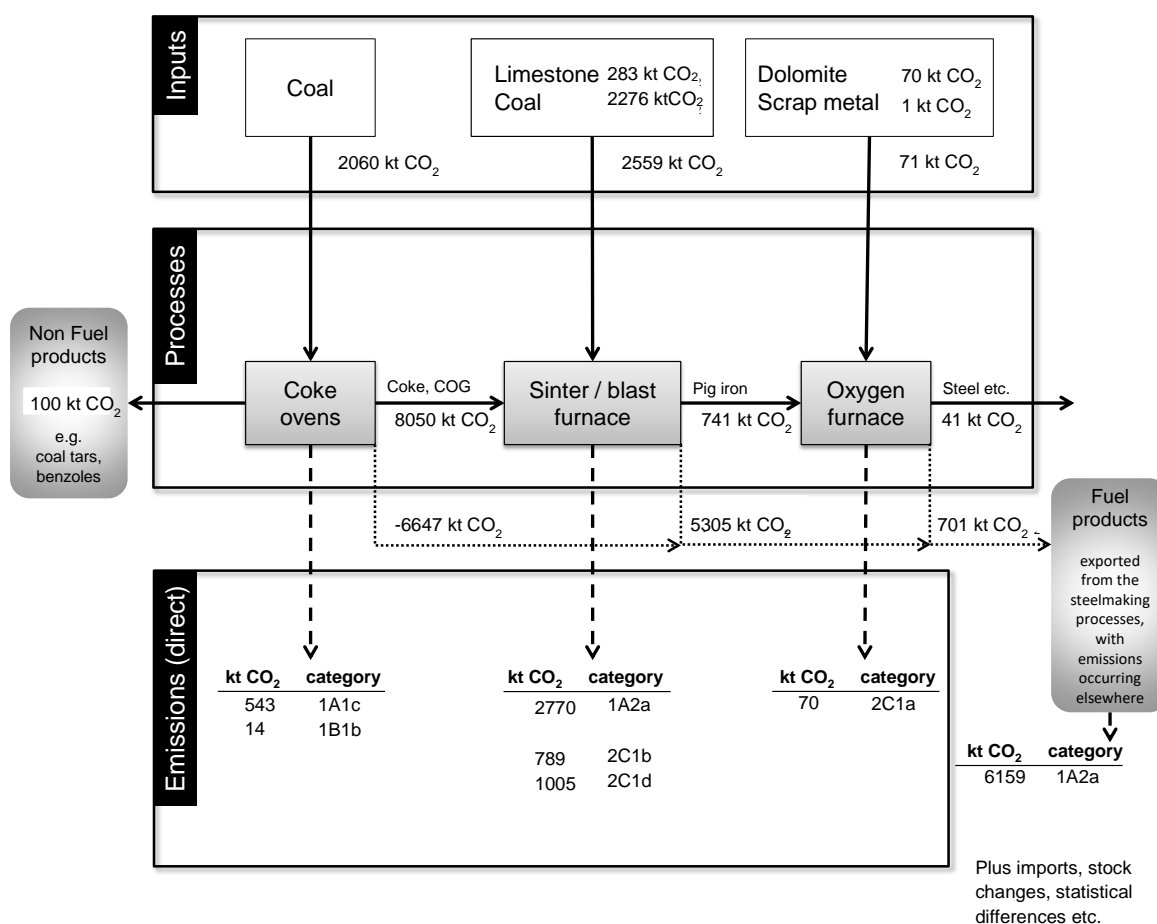 Inputs
Coal
Limestone 283 kt CO2,
Coal 2276 ktCO2
Dolomite 70 kt CO2
Scrap metal 1 kt CO2
2060 kt CO2
2559 kt CO2
71 kt CO2
Processes
Non Fuel
products
100 kt CO2
e.g.
coal tars,
benzoles
Coke
ovens
Coke, COG
8050 kt CO2
Sinter / blast
furnace
Pig iron
741 kt CO2
Oxygen
furnace
Steel etc.
41 kt CO2
-6647 kt CO2
5305 kt CO2
701 kt CO2
Fuel
products
exported
from the
steelmaking
processes,
with
emissions
occurring
elsewhere
Emissions (direct)
kt CO2 category
543 1A1c
14 1B1b
kt CO2 category
2770 1A2a
789 2C1b
1005 2C1d
kt CO2 category
70 2C1a
kt CO2 category
6159 1A2a
Plus imports, stock
changes, statistical
differences etc.